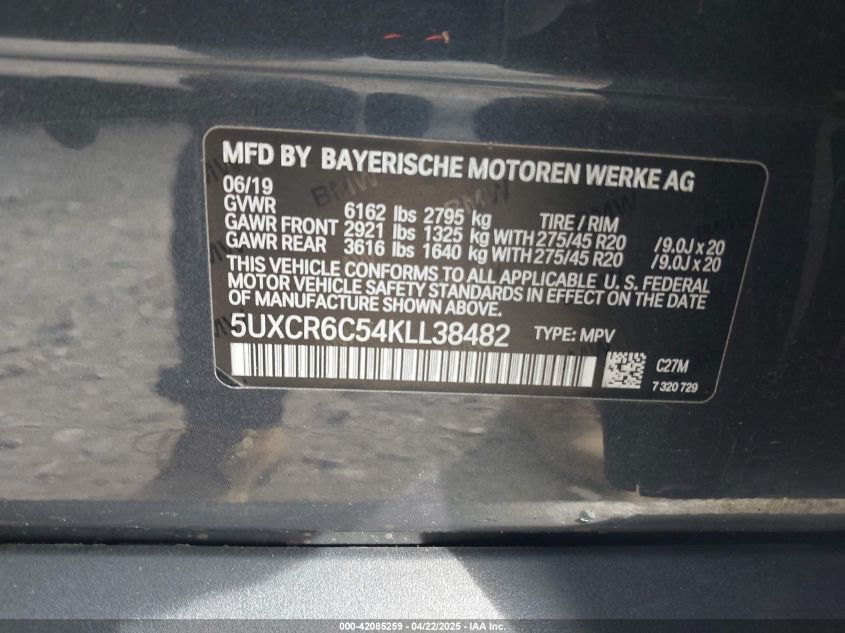 MFD BY BAYERISCHE MOTOREN WERKE AG
06/19
GVWR 6162 lbs 2795 kg TIRE / RIM
GAWR FRONT 2921 lbs 1325 kg WITH 275/45 R20 /9.0J x 20
GAWR REAR 3616 lbs 1640 kg WITH 275/45 R20 /9.0J x 20
THIS VEHICLE CONFORMS TO ALL APPLICABLE U. S. FEDERAL
MOTOR VEHICLE SAFETY STANDARDS IN EFFECT ON THE DATE
OF MANUFACTURE SHOWN ABOVE.
5UXCR6C54KLL38482 TYPE: MPV
C27M
7 320 729
000-42085259 - 04/22/2025 - IAA Inc.